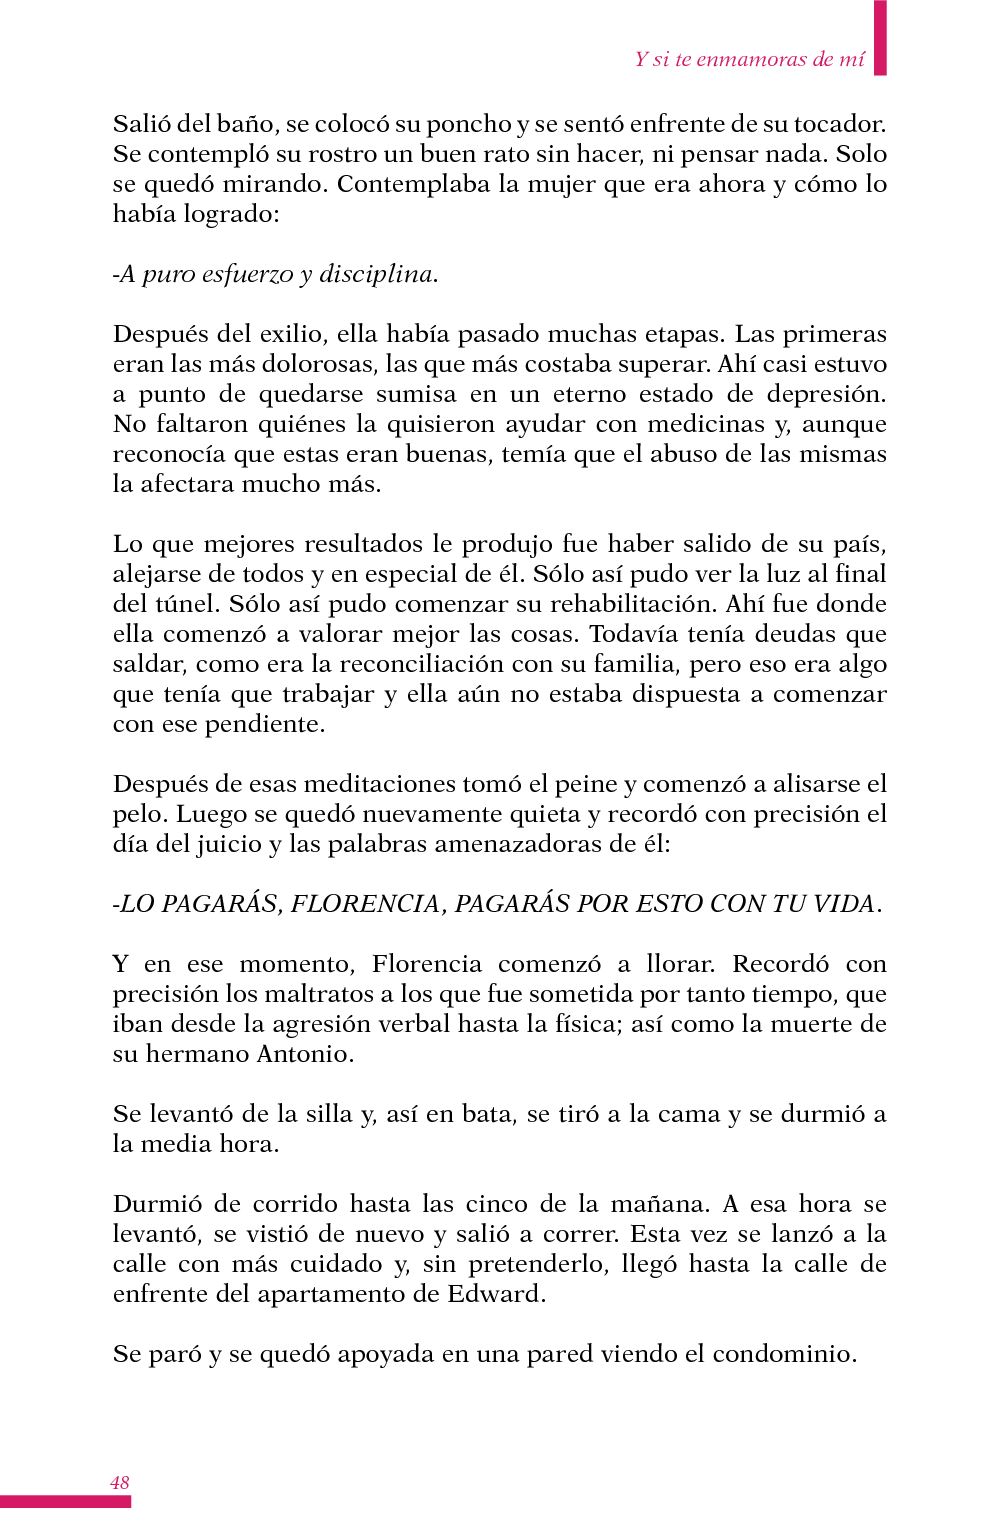 Y si te enmamoras de mí
Salió del baño, se colocó su poncho y se sentó enfrente de su tocador.
Se contempló su rostro un buen rato sin hacer, ni pensar nada. Solo
se quedó mirando. Contemplaba la mujer que era ahora y cómo lo
había logrado:
-A puro esfuerzo y disciplina.
Después del exilio, ella había pasado muchas etapas. Las primeras
eran las más dolorosas, las que más costaba superar. Ahí casi estuvo
a punto de quedarse sumisa en un eterno estado de depresión.
No faltaron quiénes la quisieron ayudar con medicinas y, aunque
reconocía que estas eran buenas, temía que el abuso de las mismas
la afectara mucho más.
Lo que mejores resultados le produjo fue haber salido de su país,
alejarse de todos y en especial de él. Sólo así pudo ver la luz al final
del túnel. Sólo así pudo comenzar su rehabilitación. Ahí fue donde
ella comenzó a valorar mejor las cosas. Todavía tenía deudas que
saldar, como era la reconciliación con su familia, pero eso era algo
que tenía que trabajar y ella aún no estaba dispuesta a comenzar
con ese pendiente.
Después de esas meditaciones tomó el peine y comenzó a alisarse el
pelo. Luego se quedó nuevamente quieta y recordó con precisión el
día del juicio y las palabras amenazadoras de él:
-LO PAGARÁS, FLORENCIA, PAGARÁS POR ESTO CON TU VIDA.
Y en ese momento, Florencia comenzó a llorar. Recordó con
precisión los maltratos a los que fue sometida por tanto tiempo, que
iban desde la agresión verbal hasta la física; así como la muerte de
su hermano Antonio.
Se levantó de la silla y, así en bata, se tiró a la cama y se durmió a
la media hora.
Durmió de corrido hasta las cinco de la mañana. A esa hora se
levantó, se vistió de nuevo y salió a correr. Esta vez se lanzó a la
calle con más cuidado y, sin pretenderlo, llegó hasta la calle de
enfrente del apartamento de Edward.
Se paró y se quedó apoyada en una pared viendo el condominio.
48